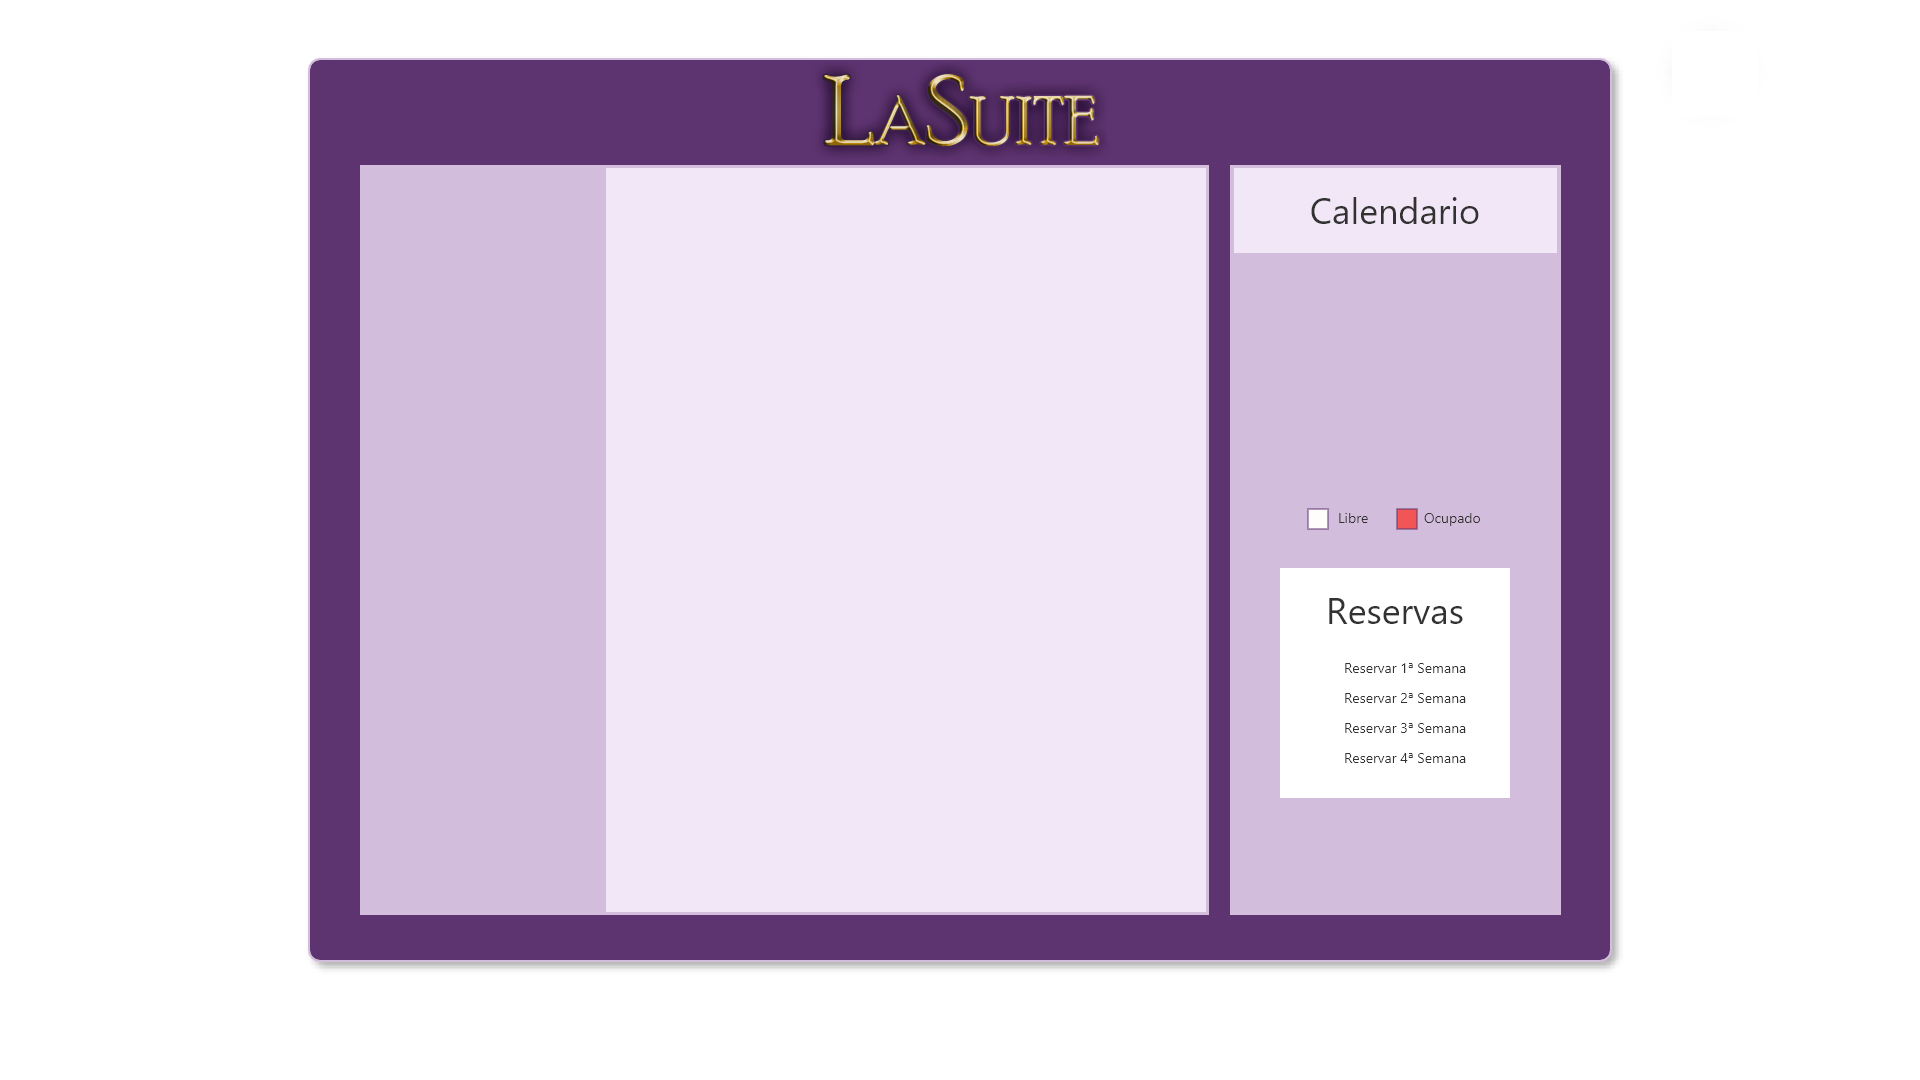 LaSuite
Calendario
Libre Ocupado
Reservas
Reservar 1ª Semana
Reservar 2ª Semana
Reservar 3ª Semana
Reservar 4ª Semana